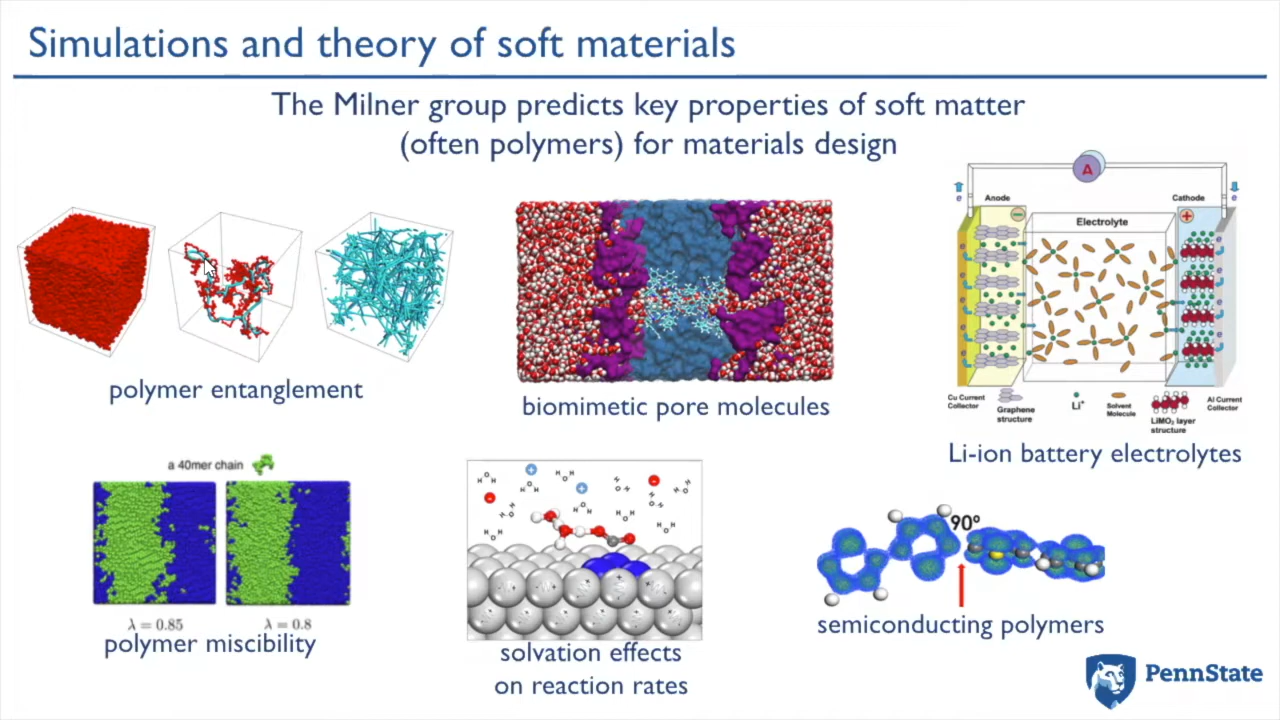 Simulations and theory of soft materials
The Milner group predicts key properties of soft matter
(often polymers) for materials design
polymer entanglement
biomimetic pore molecules
A
e
e
Anode
Cathode
−
+
Electrolyte
Cu Current
Collector
Graphene
structure
Li+
Solvent
Molecule
LiMO2 layer
structure
Al Current
Collector
Li-ion battery electrolytes
a 40mer chain
λ = 0.85
λ = 0.8
polymer miscibility
solvation effects
on reaction rates
90°
semiconducting polymers
PennState